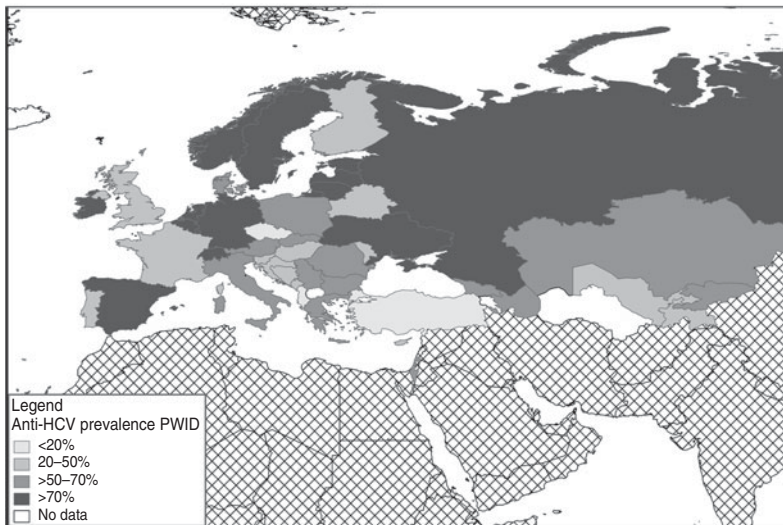 Legend
Anti-HCV prevalence PWID
<20%
20–50%
>50–70%
>70%
No data